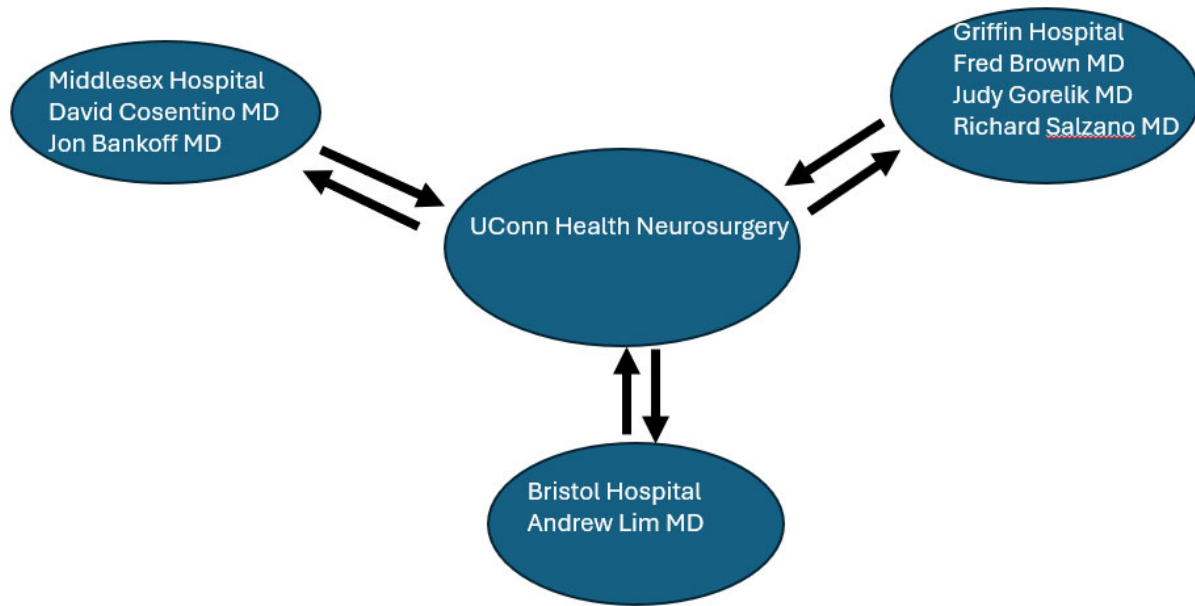 Middlesex Hospital
David Cosentino MD
Jon Bankoff MD
Griffin Hospital
Fred Brown MD
Judy Gorelik MD
Richard Salzano MD
UConn Health Neurosurgery
Bristol Hospital
Andrew Lim MD